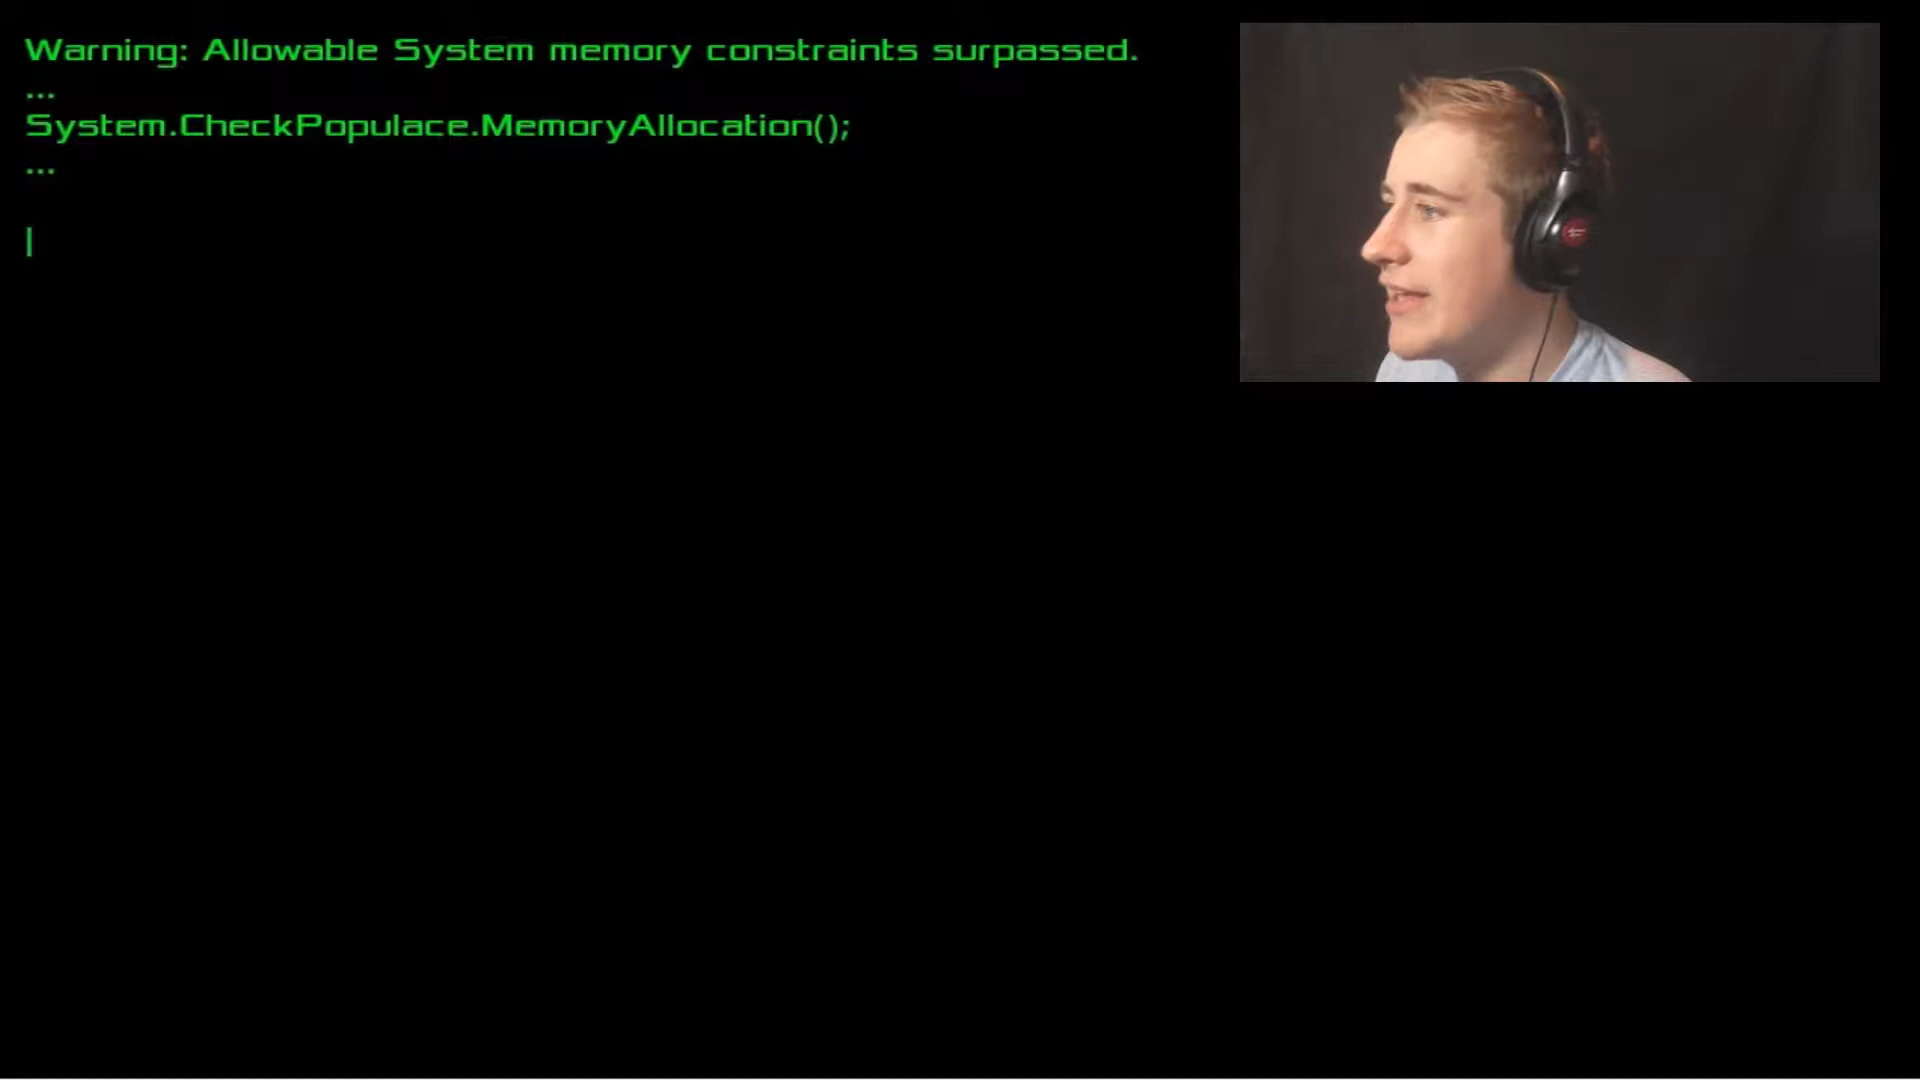 Warning: Allowable System memory constraints surpassed.
...
System.CheckPopulace.MemoryAllocation();
...